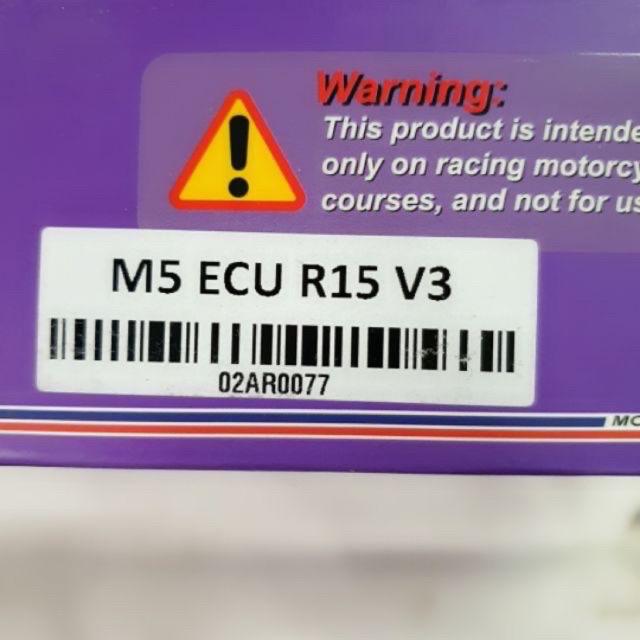 Warning:
This product is intende
only on racing motorcy
courses, and not for us
M5 ECU R15 V3
02AR0077
MO